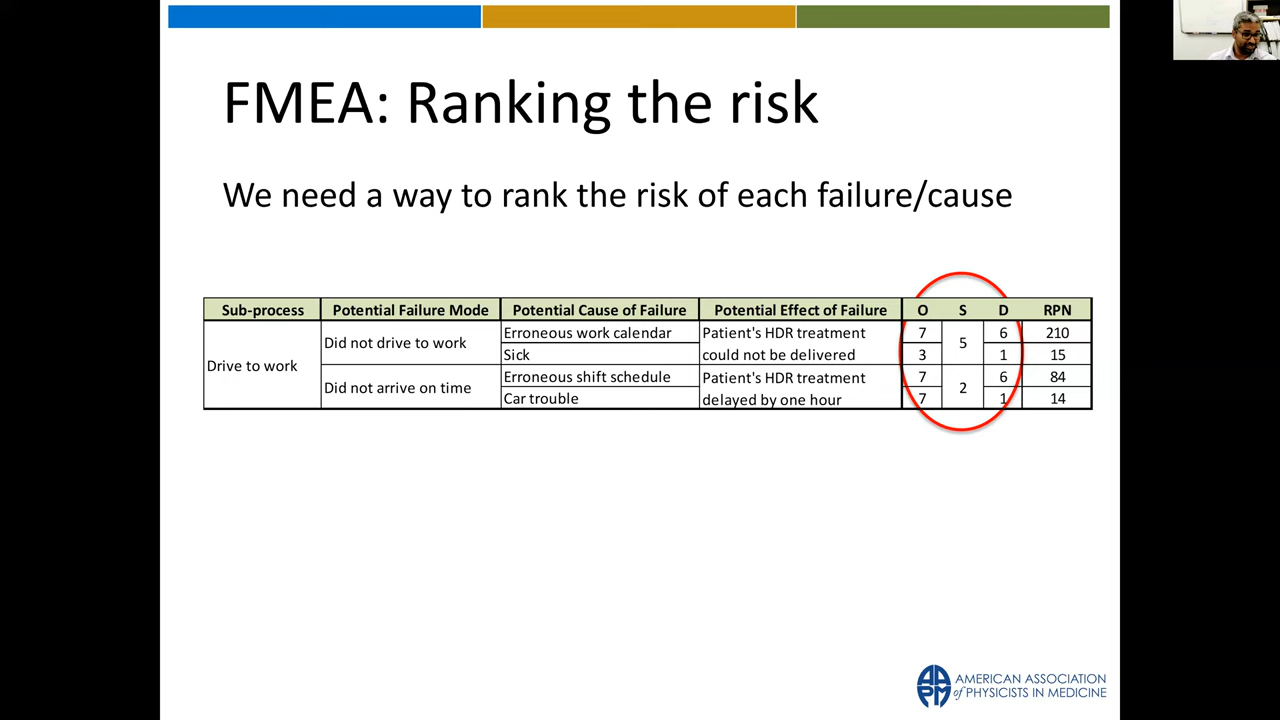 FMEA: Ranking the risk
We need a way to rank the risk of each failure/cause
Sub-process Potential Failure Mode Potential Cause of Failure Potential Effect of Failure O S D RPN
Drive to work Did not drive to work Erroneous work calendar Patient's HDR treatment 7 5 6 210
Sick could not be delivered 3 1 15
Did not arrive on time Erroneous shift schedule Patient's HDR treatment 7 2 6 84
Car trouble delayed by one hour 7 1 14
AAPM AMERICAN ASSOCIATION
of PHYSICISTS IN MEDICINE